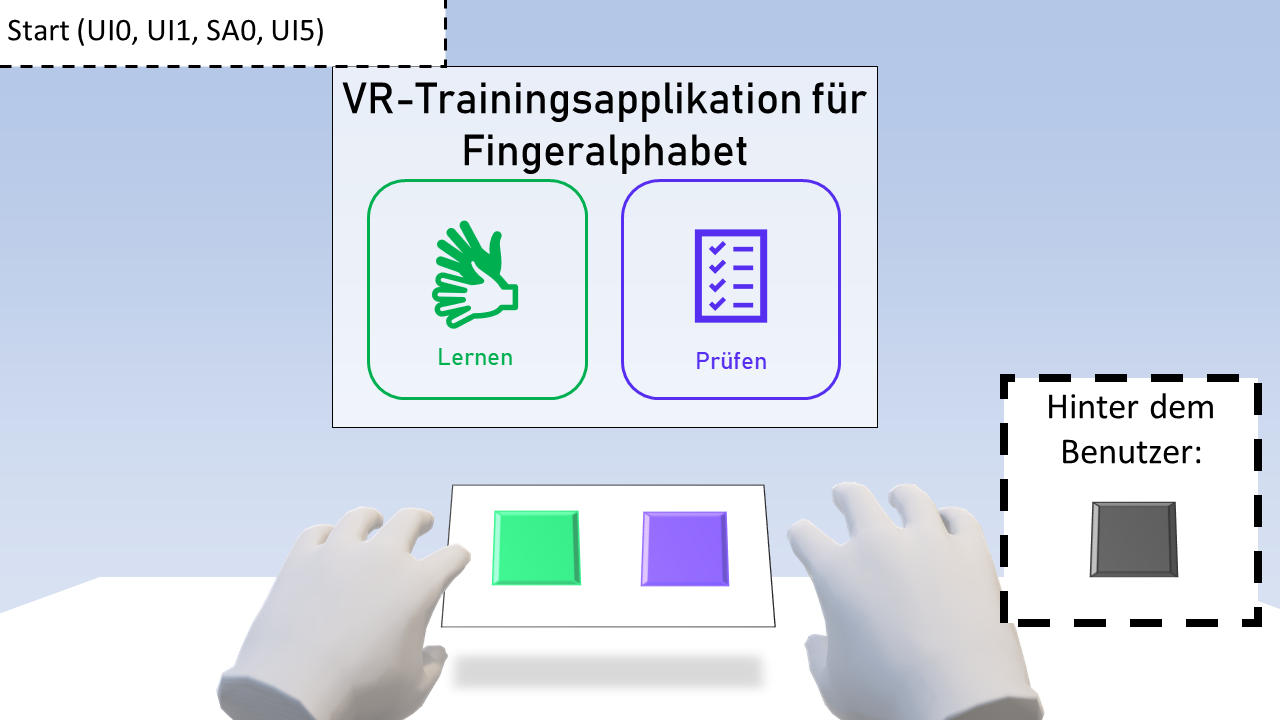 Start (UI0, UI1, SA0, UI5)
VR-Trainingsapplikation für
Fingeralphabet
Lernen
Prüfen
Hinter dem
Benutzer: